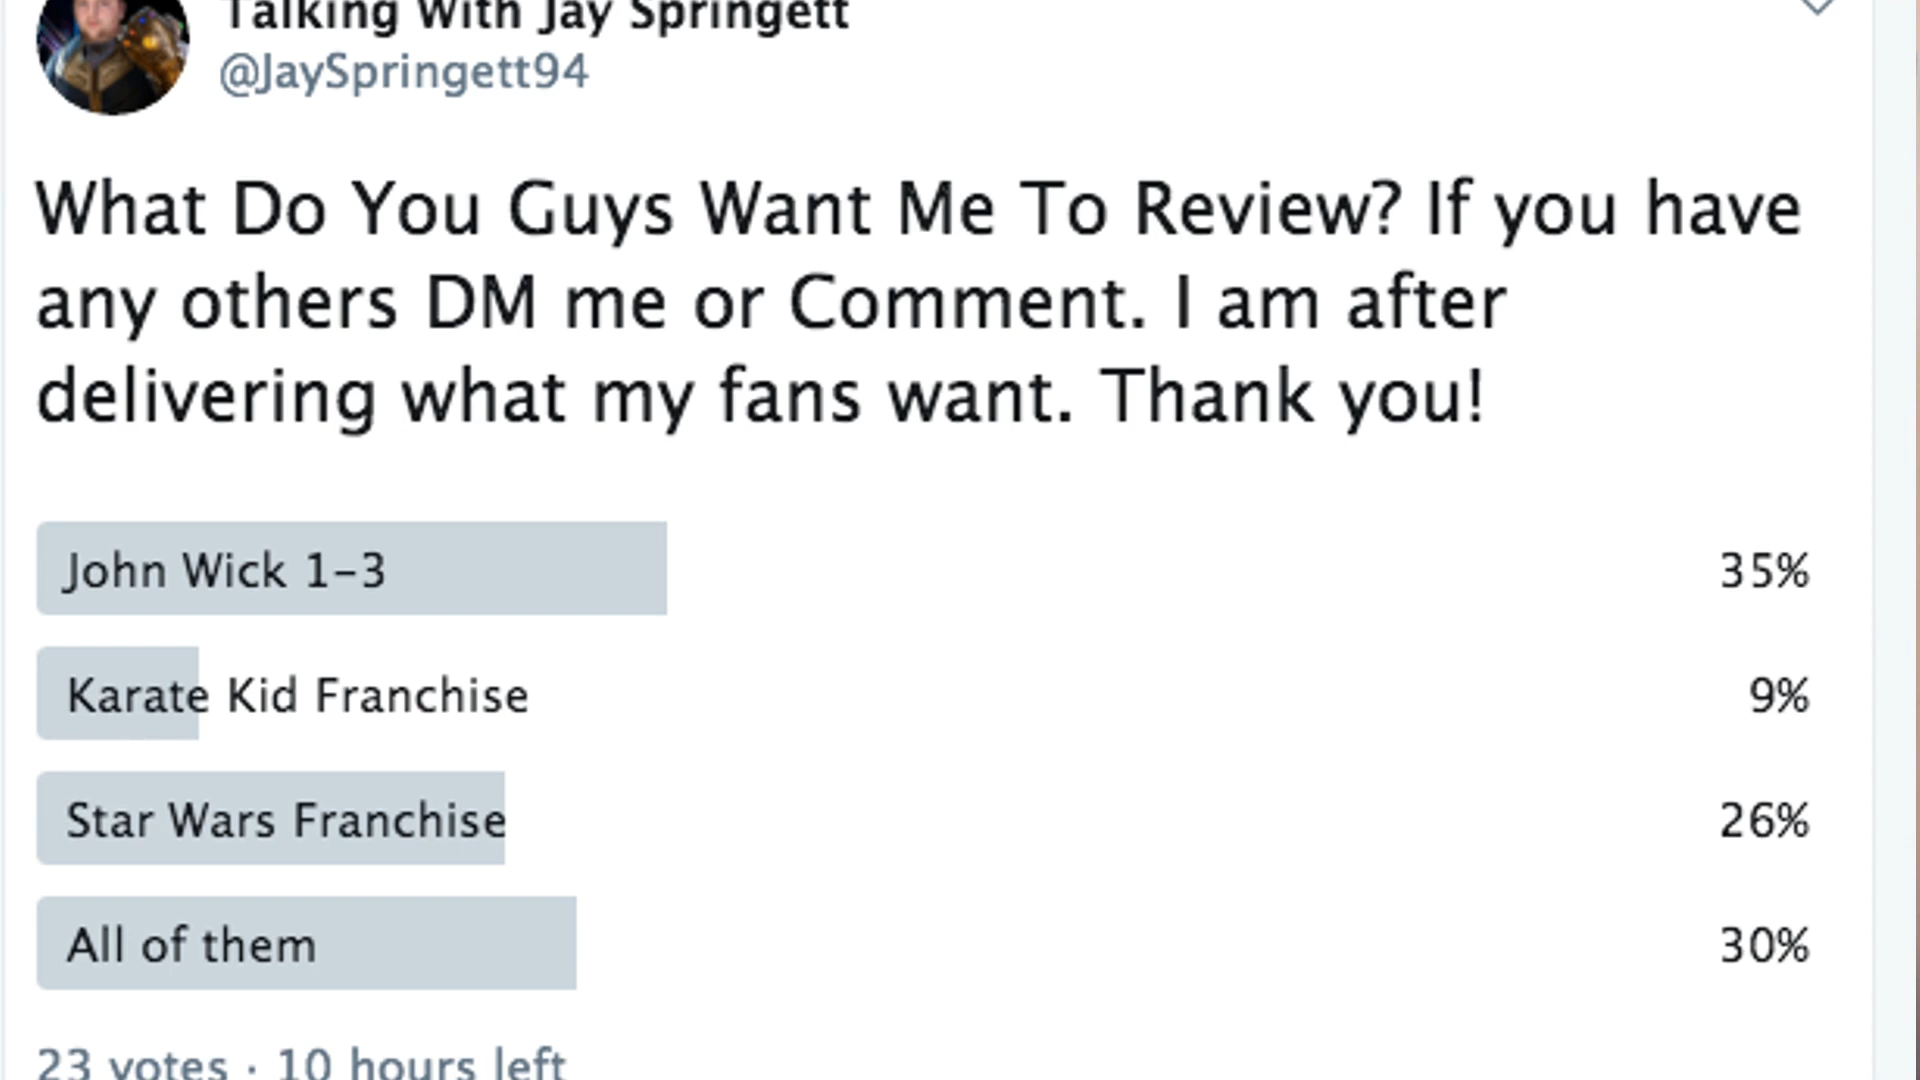 Talking With Jay Springett
@JaySpringett94
What Do You Guys Want Me To Review? If you have
any others DM me or Comment. I am after
delivering what my fans want. Thank you!
John Wick 1-3 35%
Karate Kid Franchise 9%
Star Wars Franchise 26%
All of them 30%
23 votes · 10 hours left